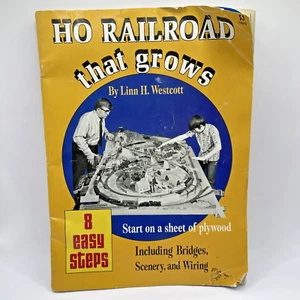 HO RAILROAD
that grows
$3
By Linn H. Westcott
8
easy
steps
Start on a sheet of plywood
Including Bridges,
Scenery, and Wiring